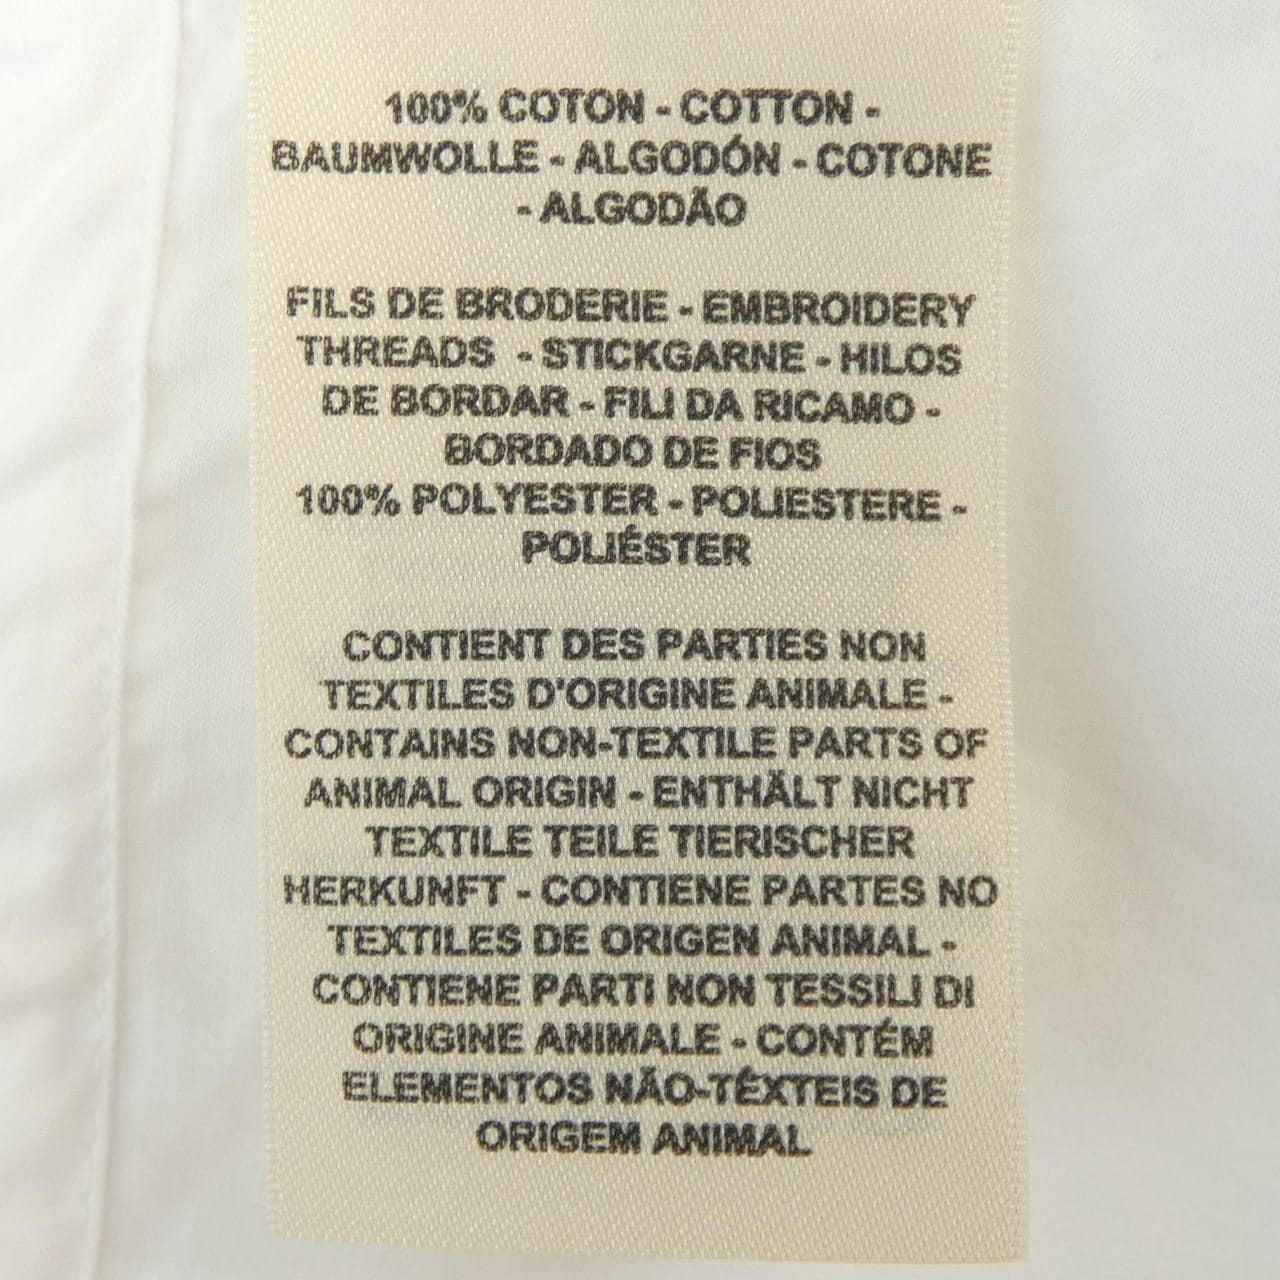 100% COTON - COTTON -
BAUMWOLLE - ALGODÓN - COTONE
- ALGODÃO
FILS DE BRODERIE - EMBROIDERY
THREADS - STICKGARNE - HILOS
DE BORDAR - FILI DA RICAMO -
BORDADO DE FIOS
100% POLYESTER - POLIESTERE -
POLIÉSTER
CONTIENT DES PARTIES NON
TEXTILES D'ORIGINE ANIMALE -
CONTAINS NON-TEXTILE PARTS OF
ANIMAL ORIGIN - ENTHÄLT NICHT
TEXTILE TEILE TIERISCHER
HERKUNFT - CONTIENE PARTES NO
TEXTILES DE ORIGEN ANIMAL -
CONTIENE PARTI NON TESSILI DI
ORIGINE ANIMALE - CONTÉM
ELEMENTOS NÃO-TÊXTEIS DE
ORIGEM ANIMAL